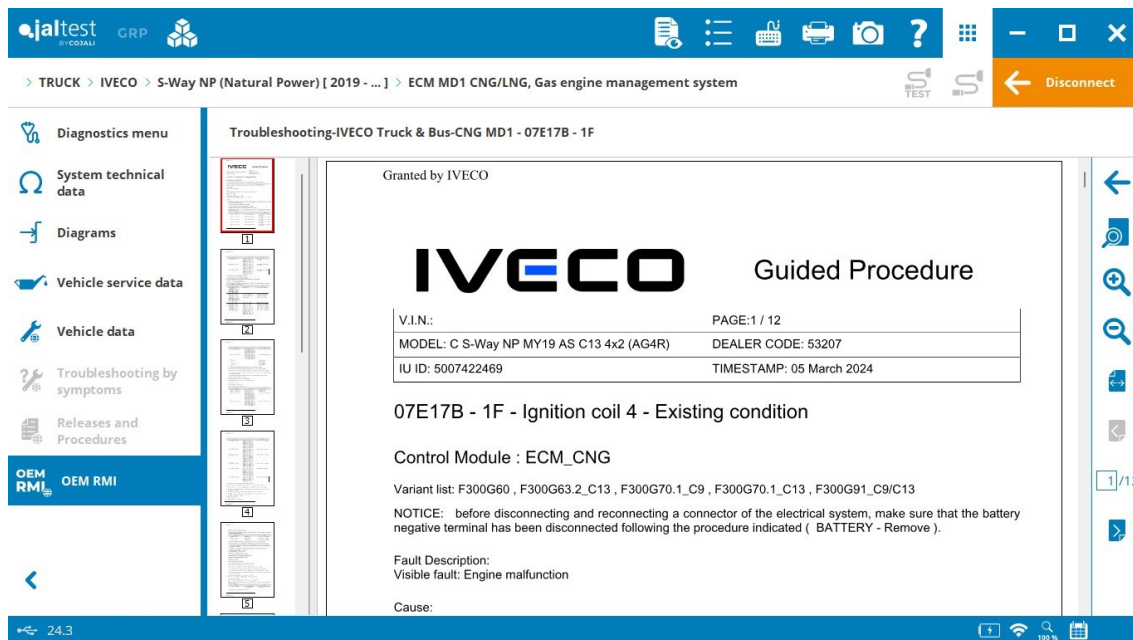 jaltest
BY COJALI
GRP
?
> TRUCK > IVECO > S-Way NP (Natural Power) [ 2019 - ... ] > ECM MD1 CNG/LNG, Gas engine management system
TEST
Disconnect
Diagnostics menu
System technical
data
Diagrams
Vehicle service data
Vehicle data
Troubleshooting by
symptoms
Releases and
Procedures
OEM
RMI
OEM RMI
Troubleshooting-IVECO Truck & Bus-CNG MD1 - 07E17B - 1F
1
2
3
4
5
Granted by IVECO
IVECO
Guided Procedure
V.I.N.:
PAGE:1 / 12
MODEL: C S-Way NP MY19 AS C13 4x2 (AG4R)
DEALER CODE: 53207
IU ID: 5007422469
TIMESTAMP: 05 March 2024
07E17B - 1F - Ignition coil 4 - Existing condition
Control Module : ECM_CNG
Variant list: F300G60 , F300G63.2_C13 , F300G70.1_C9 , F300G70.1_C13 , F300G91_C9/C13
NOTICE: before disconnecting and reconnecting a connector of the electrical system, make sure that the battery
negative terminal has been disconnected following the procedure indicated ( BATTERY - Remove ).
Fault Description:
Visible fault: Engine malfunction
Cause:
1 /1
24.3
100 %